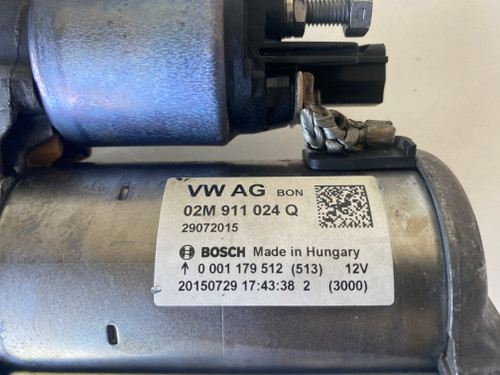 VW AG BON
02M 911 024 Q
29072015
BOSCH Made in Hungary
↑ 0 001 179 512 (513) 12V
20150729 17:43:38 2 (3000)